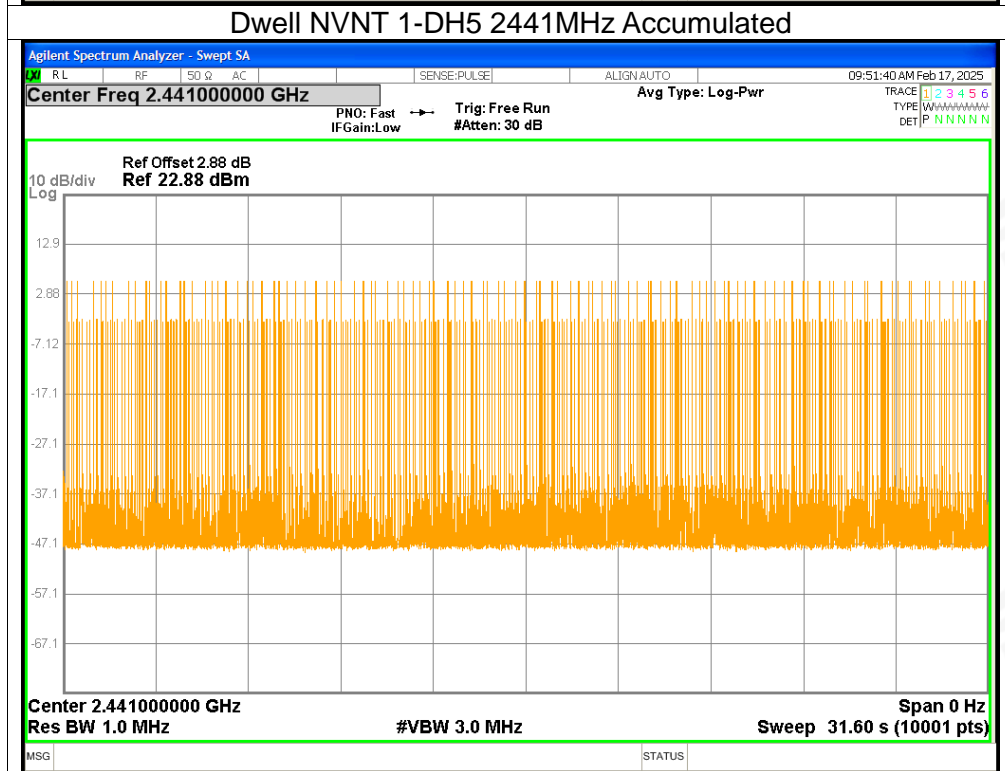 Dwell NVNT 1-DH5 2441MHz Accumulated
Agilent Spectrum Analyzer - Swept SA
LXI RL RF 50 Ω AC SENSE:PULSE ALIGN AUTO 09:51:40 AM Feb 17, 2025
Center Freq 2.441000000 GHz Avg Type: Log-Pwr TRACE 1 2 3 4 5 6
PNO: Fast Trig: Free Run TYPE WWWWWW
IFGain:Low #Atten: 30 dB DET P N N N N N
Ref Offset 2.88 dB
10 dB/div Ref 22.88 dBm
Log
12.9
2.88
-7.12
-17.1
-27.1
-37.1
-47.1
-57.1
-67.1
Center 2.441000000 GHz Span 0 Hz
Res BW 1.0 MHz #VBW 3.0 MHz Sweep 31.60 s (10001 pts)
MSG STATUS